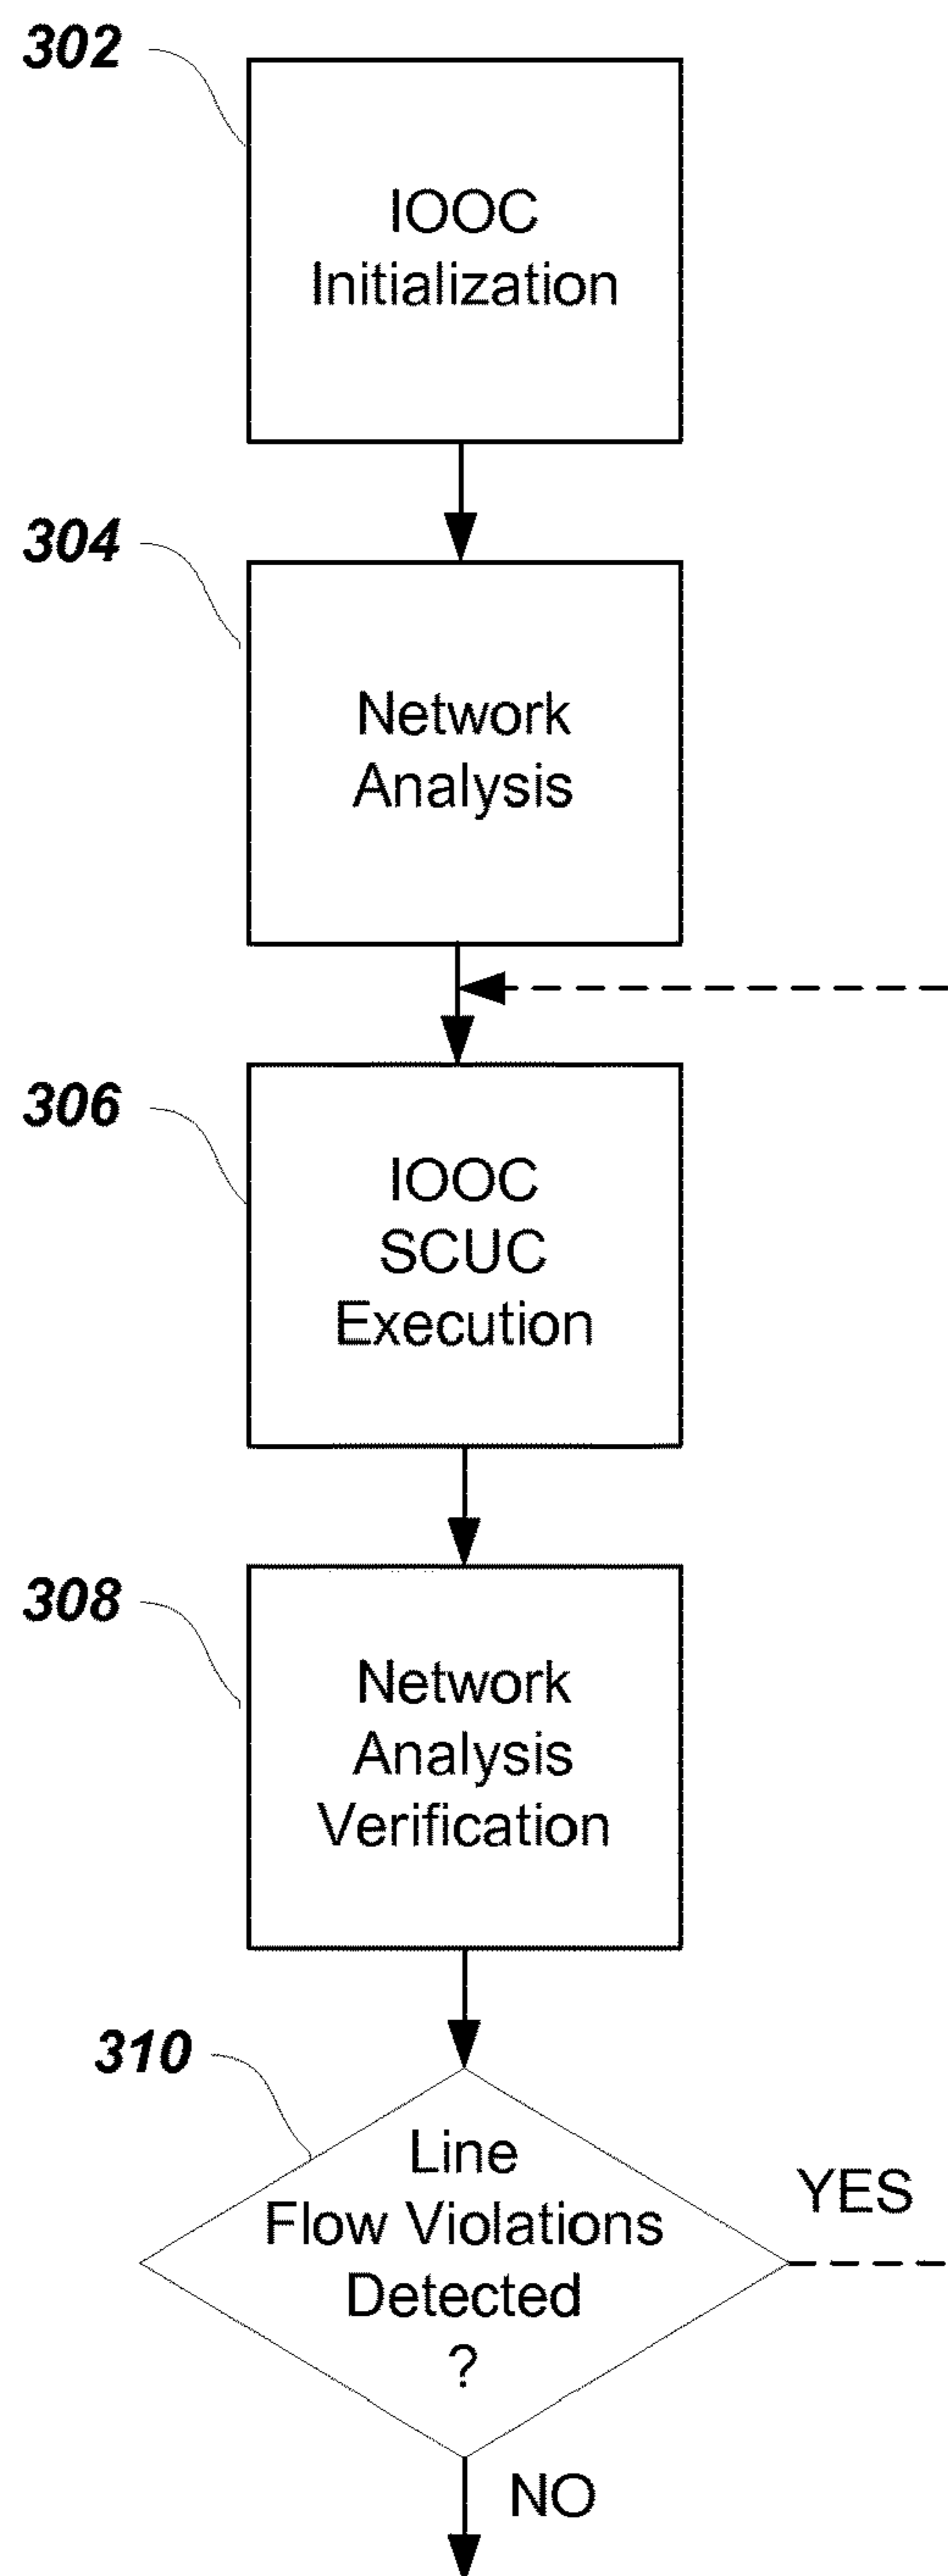 302
IOOC
Initialization
304
Network
Analysis
306
IOOC
SCUC
Execution
308
Network
Analysis
Verification
310
Line
Flow Violations
Detected
?
YES
NO